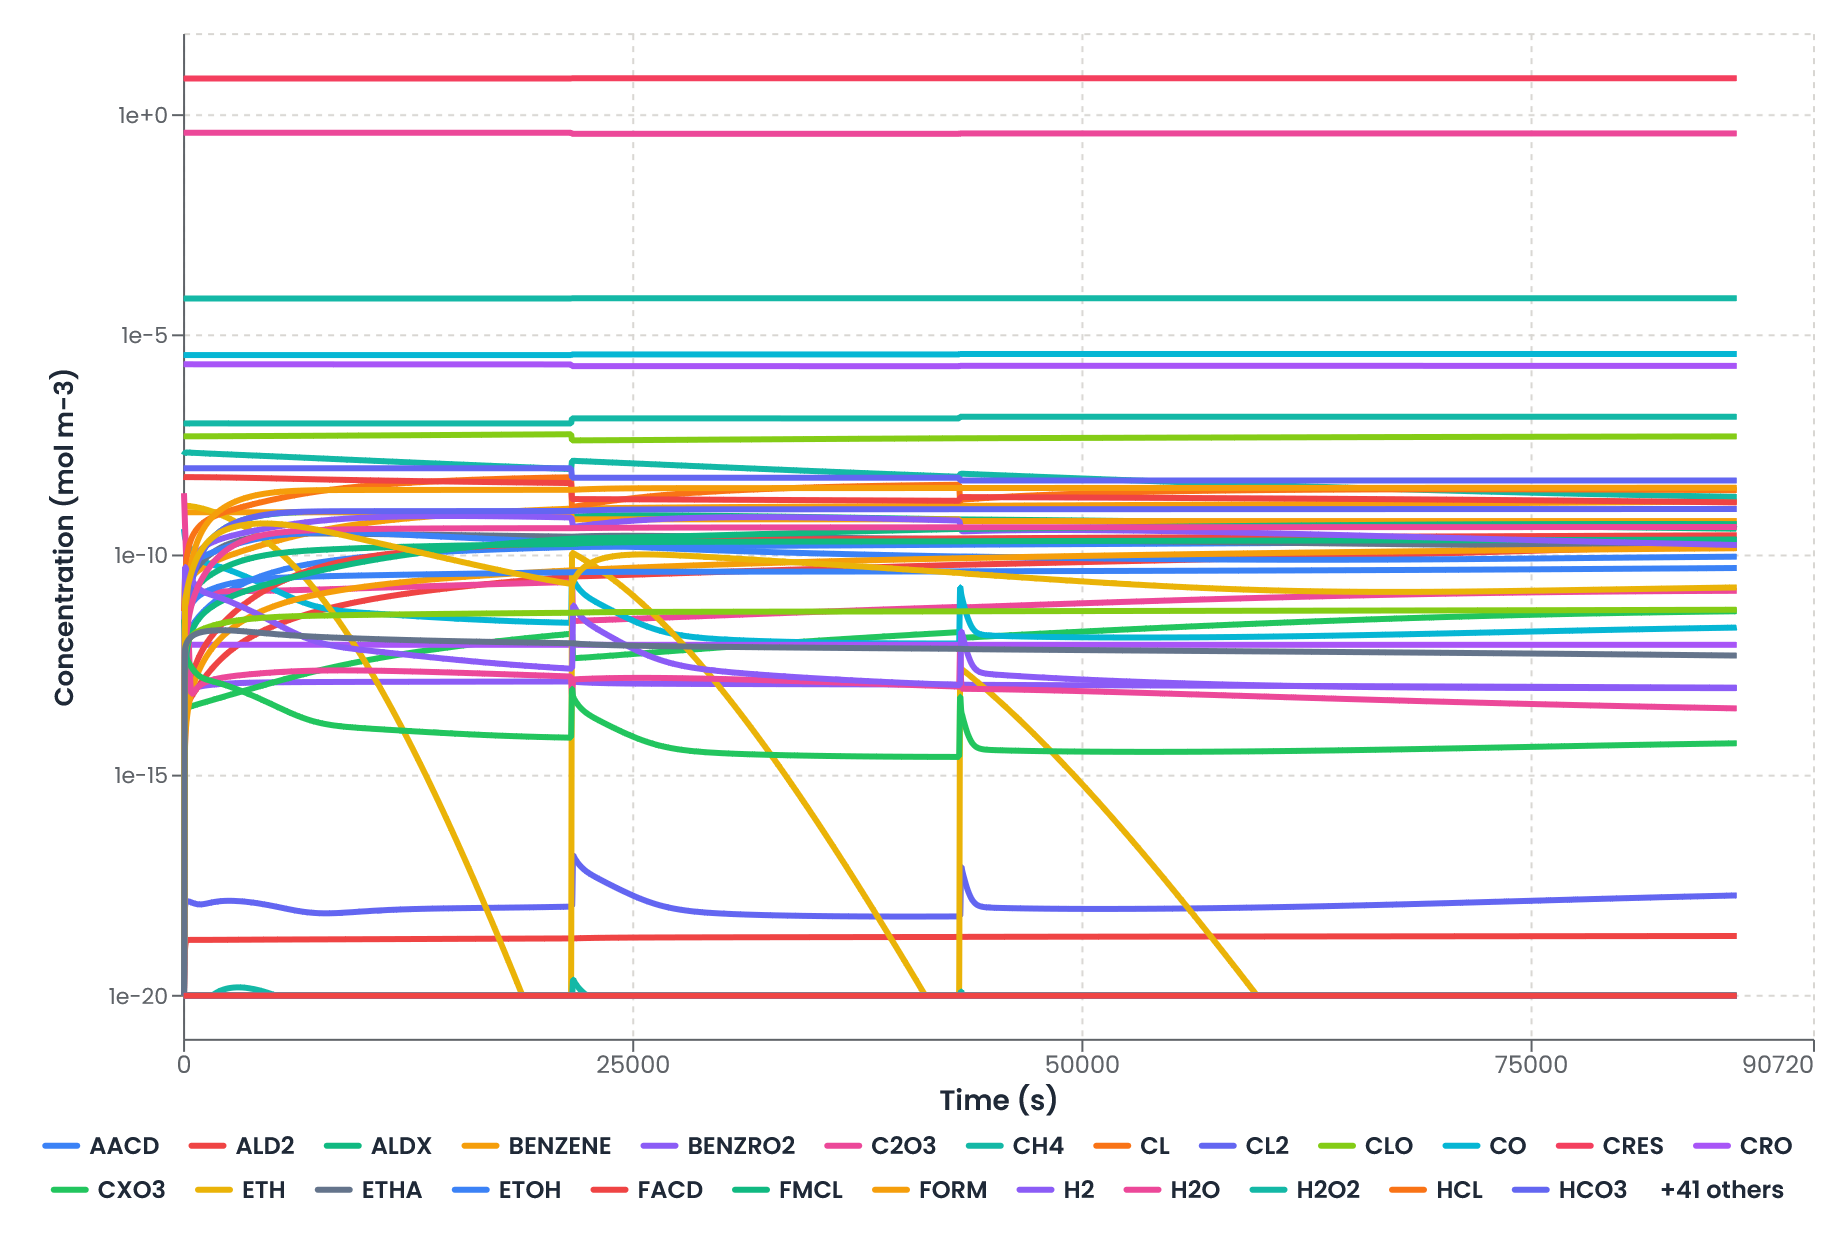 Concentration (mol m-3)
1e+0
1e-5
1e-10
1e-15
1e-20
0 25000 50000 75000 90720
Time (s)
AACD ALD2 ALDX BENZENE BENZRO2 C2O3 CH4 CL CL2 CLO CO CRES CRO
CXO3 ETH ETHA ETOH FACD FMCL FORM H2 H2O H2O2 HCL HCO3 +41 others